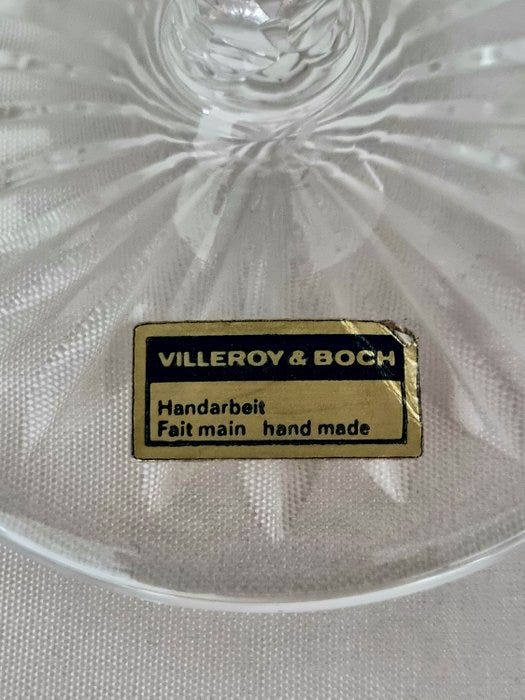 VILLEROY & BOCH
Handarbeit
Fait main hand made